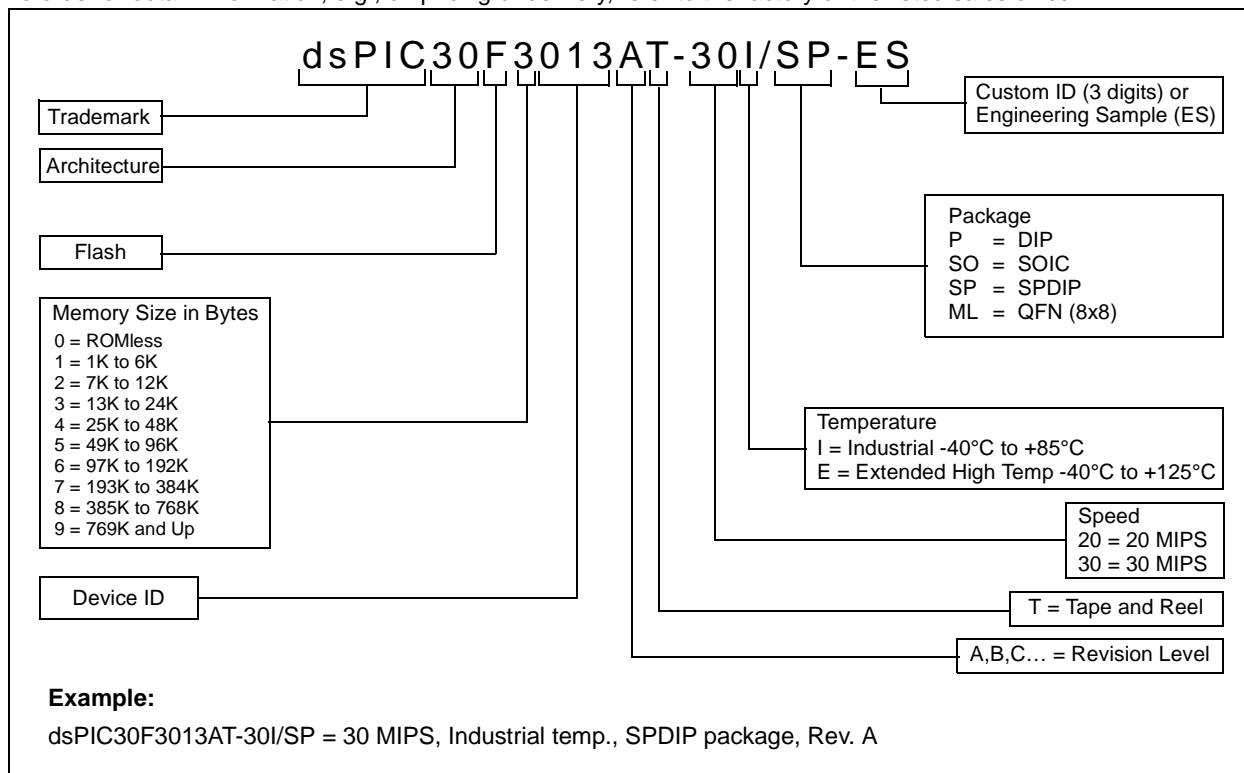 dsPIC30F3013AT-30I/SP-ES
Custom ID (3 digits) or
Engineering Sample (ES)
Trademark
Architecture
Flash
Package
P = DIP
SO = SOIC
SP = SPDIP
ML = QFN (8x8)
Memory Size in Bytes
0 = ROMless
1 = 1K to 6K
2 = 7K to 12K
3 = 13K to 24K
4 = 25K to 48K
5 = 49K to 96K
6 = 97K to 192K
7 = 193K to 384K
8 = 385K to 768K
9 = 769K and Up
Temperature
I = Industrial -40°C to +85°C
E = Extended High Temp -40°C to +125°C
Speed
20 = 20 MIPS
30 = 30 MIPS
Device ID
T = Tape and Reel
A,B,C… = Revision Level
Example:
dsPIC30F3013AT-30I/SP = 30 MIPS, Industrial temp., SPDIP package, Rev. A